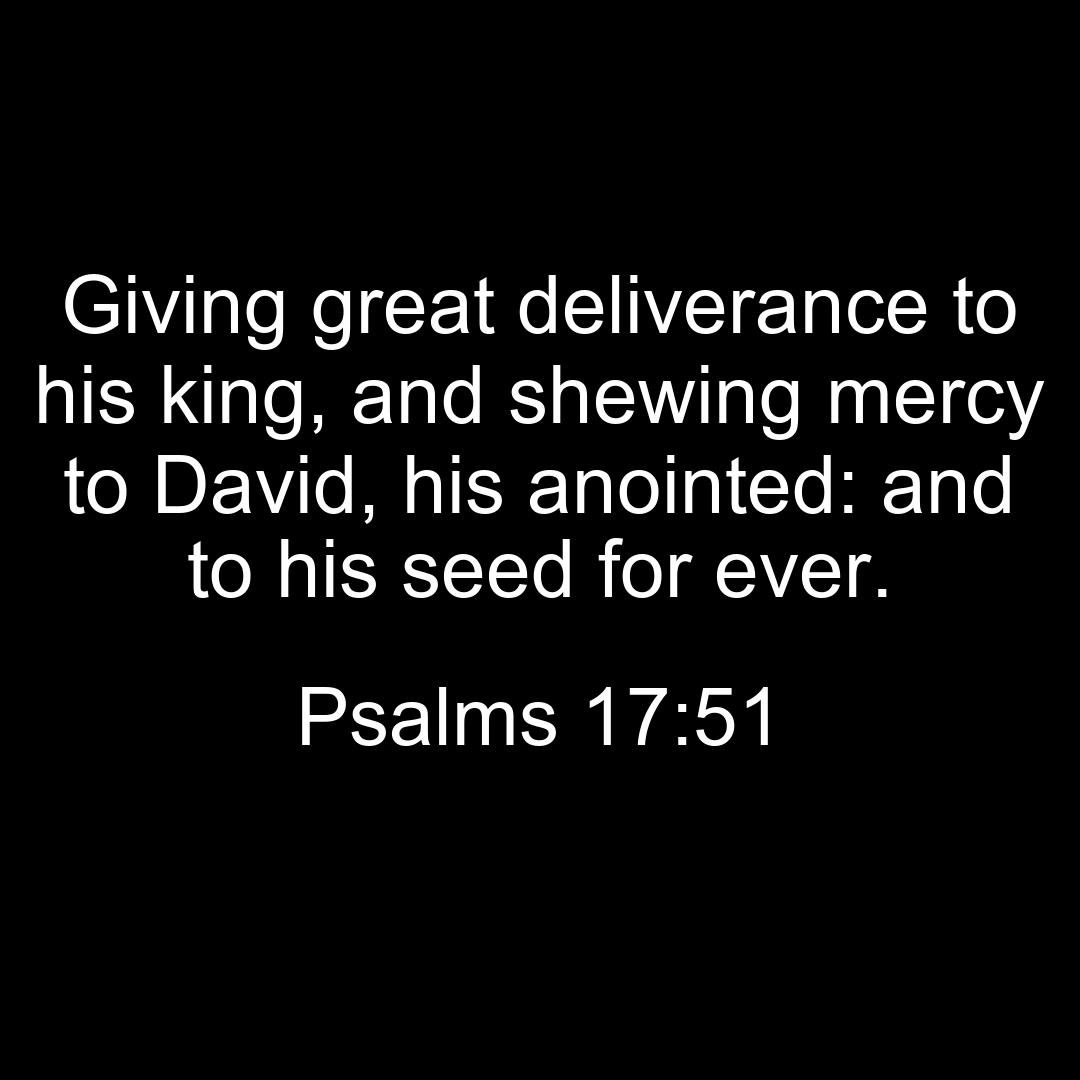 Giving great deliverance to
his king, and shewing mercy
to David, his anointed: and
to his seed for ever.
Psalms 17:51